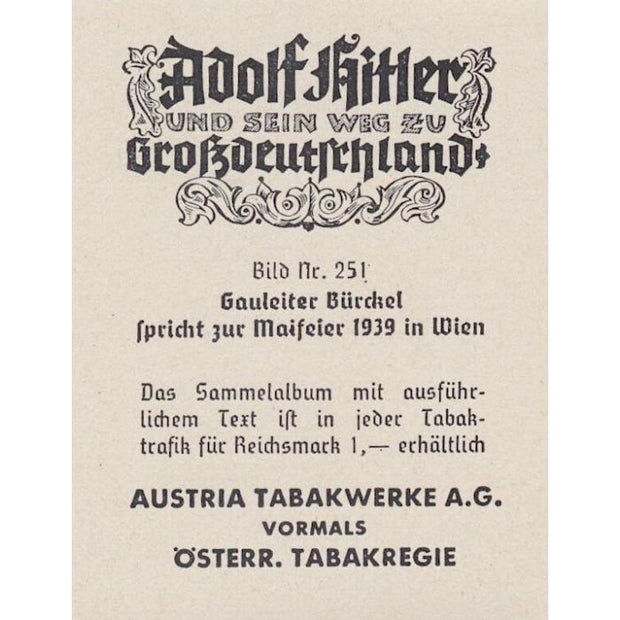 Adolf Hitler
UND SEIN WEG ZU
Großdeutschland
Bild Nr. 251
Gauleiter Bürckel
spricht zur Maifeier 1939 in Wien
Das Sammelalbum mit ausführ-
lichem Text ist in jeder Tabak-
trafik für Reichsmark 1,— erhältlich
AUSTRIA TABAKWERKE A.G.
VORMALS
ÖSTERR. TABAKREGIE